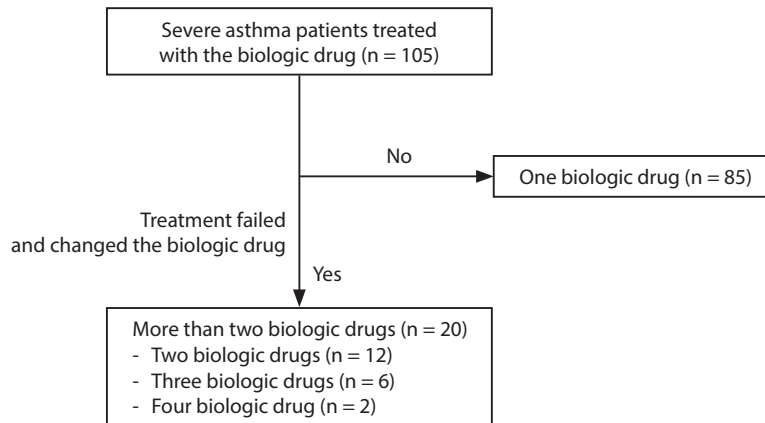 Severe asthma patients treated
with the biologic drug (n = 105)
No
One biologic drug (n = 85)
Treatment failed
and changed the biologic drug
Yes
More than two biologic drugs (n = 20)
- Two biologic drugs (n = 12)
- Three biologic drugs (n = 6)
- Four biologic drug (n = 2)